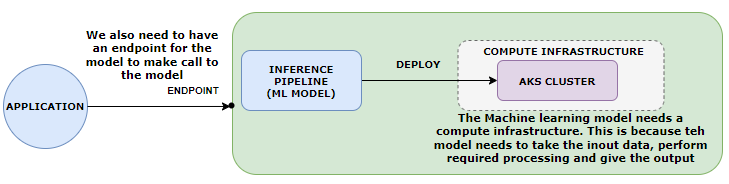 We also need to have
an endpoint for the
model to make call to
the model
ENDPOINT
APPLICATION
INFERENCE
PIPELINE
(ML MODEL)
DEPLOY
COMPUTE INFRASTRUCTURE
AKS CLUSTER
The Machine learning model needs a
compute infrastructure. This is because teh
model needs to take the inout data, perform
required processing and give the output